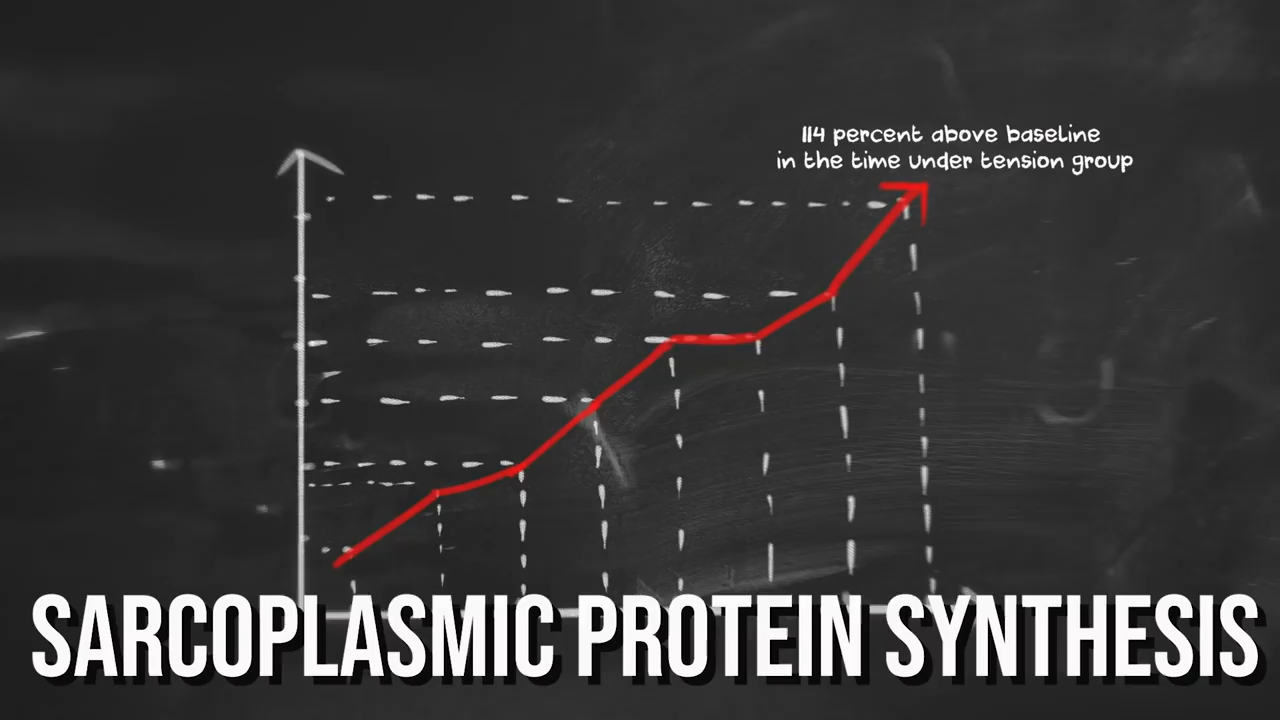 114 percent above baseline
in the time under tension group
SARCOPLASMIC PROTEIN SYNTHESIS